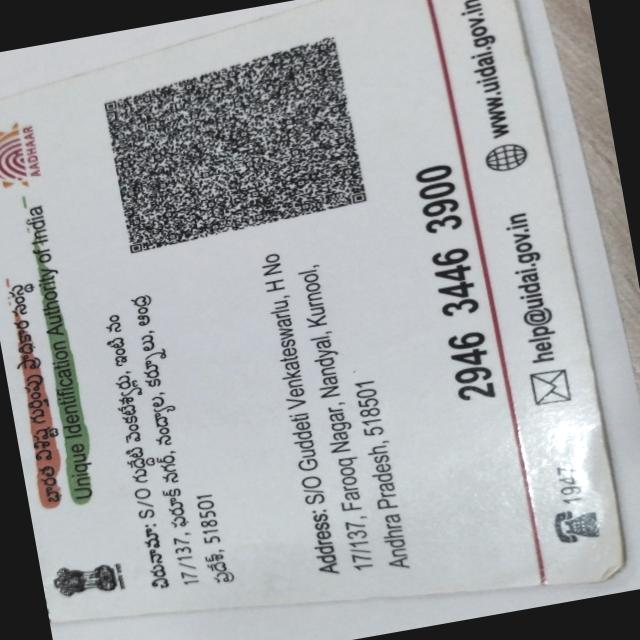 భారత విశిష్ట గుర్తింపు ప్రాధికార సంస్థ
Unique Identification Authority of India
AADHAAR
చిరునామా: S/O గుద్దేటి వెంకటేశ్వర్లు, ఇంటి నం
17/137, ఫరూక్ నగర్, నంద్యాల, కర్నూలు, ఆంధ్ర
ప్రదేశ్, 518501
Address: S/O Guddeti Venkateswarlu, H No
17/137, Farooq Nagar, Nandyal, Kurnool,
Andhra Pradesh, 518501
2946 3446 3900
1947
help@uidai.gov.in
www.uidai.gov.in